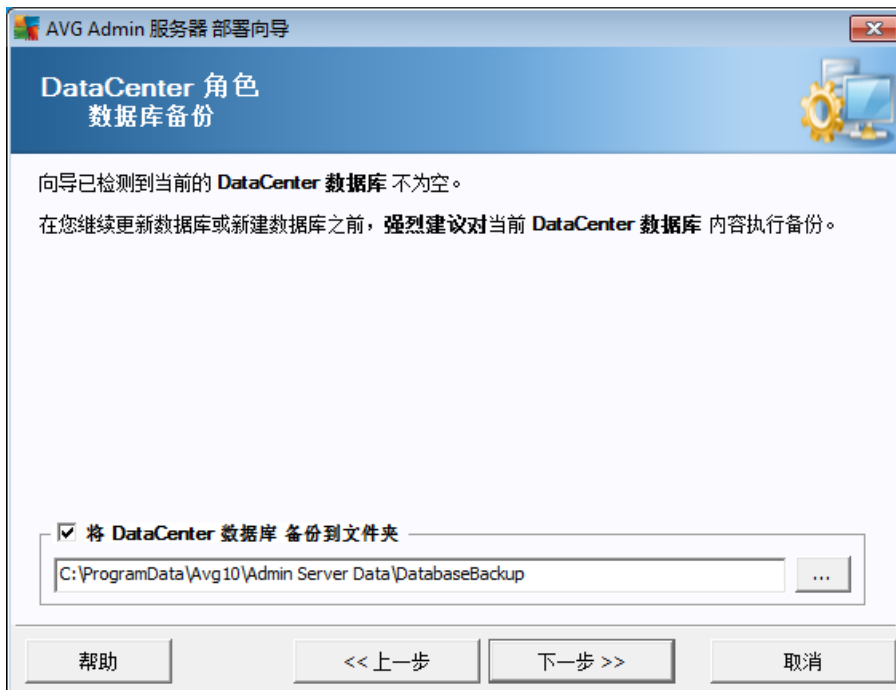 AVG Admin 服务器 部署向导
DataCenter 角色
数据库备份
向导已检测到当前的 DataCenter 数据库 不为空。
在您继续更新数据库或新建数据库之前，强烈建议对当前 DataCenter 数据库 内容执行备份。
将 DataCenter 数据库 备份到文件夹
C:\ProgramData\Avg10\Admin Server Data\DatabaseBackup
...
帮助
<< 上一步
下一步 >>
取消